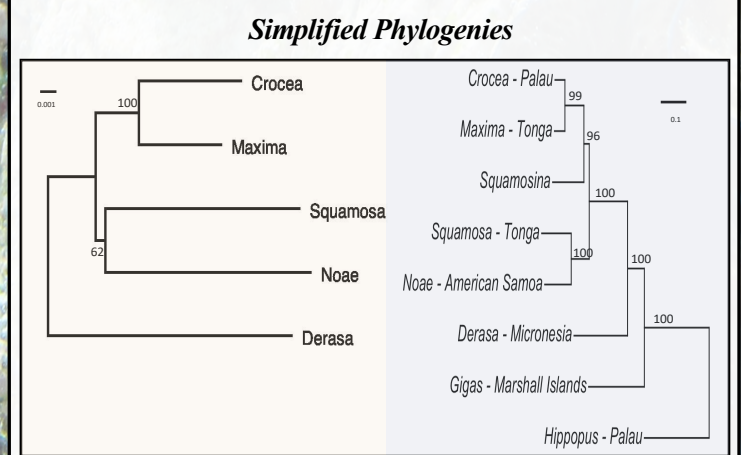 Simplified Phylogenies
0.001
100
Crocea
Maxima
Squamosa
62
Noae
Derasa
Crocea - Palau
99
0.1
Maxima - Tonga
96
Squamosina
100
Squamosa - Tonga
100
Noae - American Samoa
100
Derasa - Micronesia
100
Gigas - Marshall Islands
Hippopus - Palau